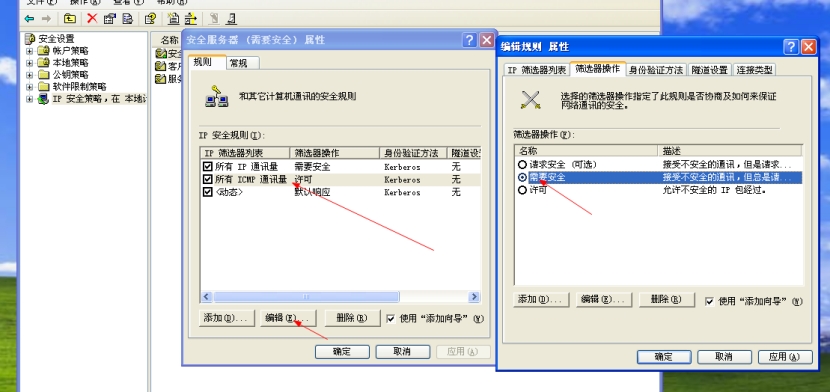 文件(F) 操作(A) 查看(V) 帮助(H)
安全设置
帐户策略
本地策略
公钥策略
软件限制策略
IP 安全策略，在 本地计
名称
安全服务器 (需要安全) 属性
规则
常规
和其它计算机通讯的安全规则
IP 安全规则(I):
IP 筛选器列表 筛选器操作 身份验证方法 隧道设
所有 IP 通讯量 需要安全 Kerberos 无
所有 ICMP 通讯量 许可 Kerberos 无
<动态> 默认响应 Kerberos 无
添加(D)... 编辑(E)... 删除(R) 使用“添加向导”(W)
确定 取消 应用(A)
编辑规则 属性
IP 筛选器列表 筛选器操作 身份验证方法 隧道设置 连接类型
选择的筛选器操作指定了此规则是否协商及如何来保证
网络通讯的安全。
筛选器操作(F):
名称 描述
请求安全 (可选) 接受不安全的通讯，但是请求...
需要安全 接受不安全的通讯，但总是请...
许可 允许不安全的 IP 包经过。
添加(D)... 编辑(E)... 删除(R) 使用“添加向导”(W)
确定 取消 应用(A)